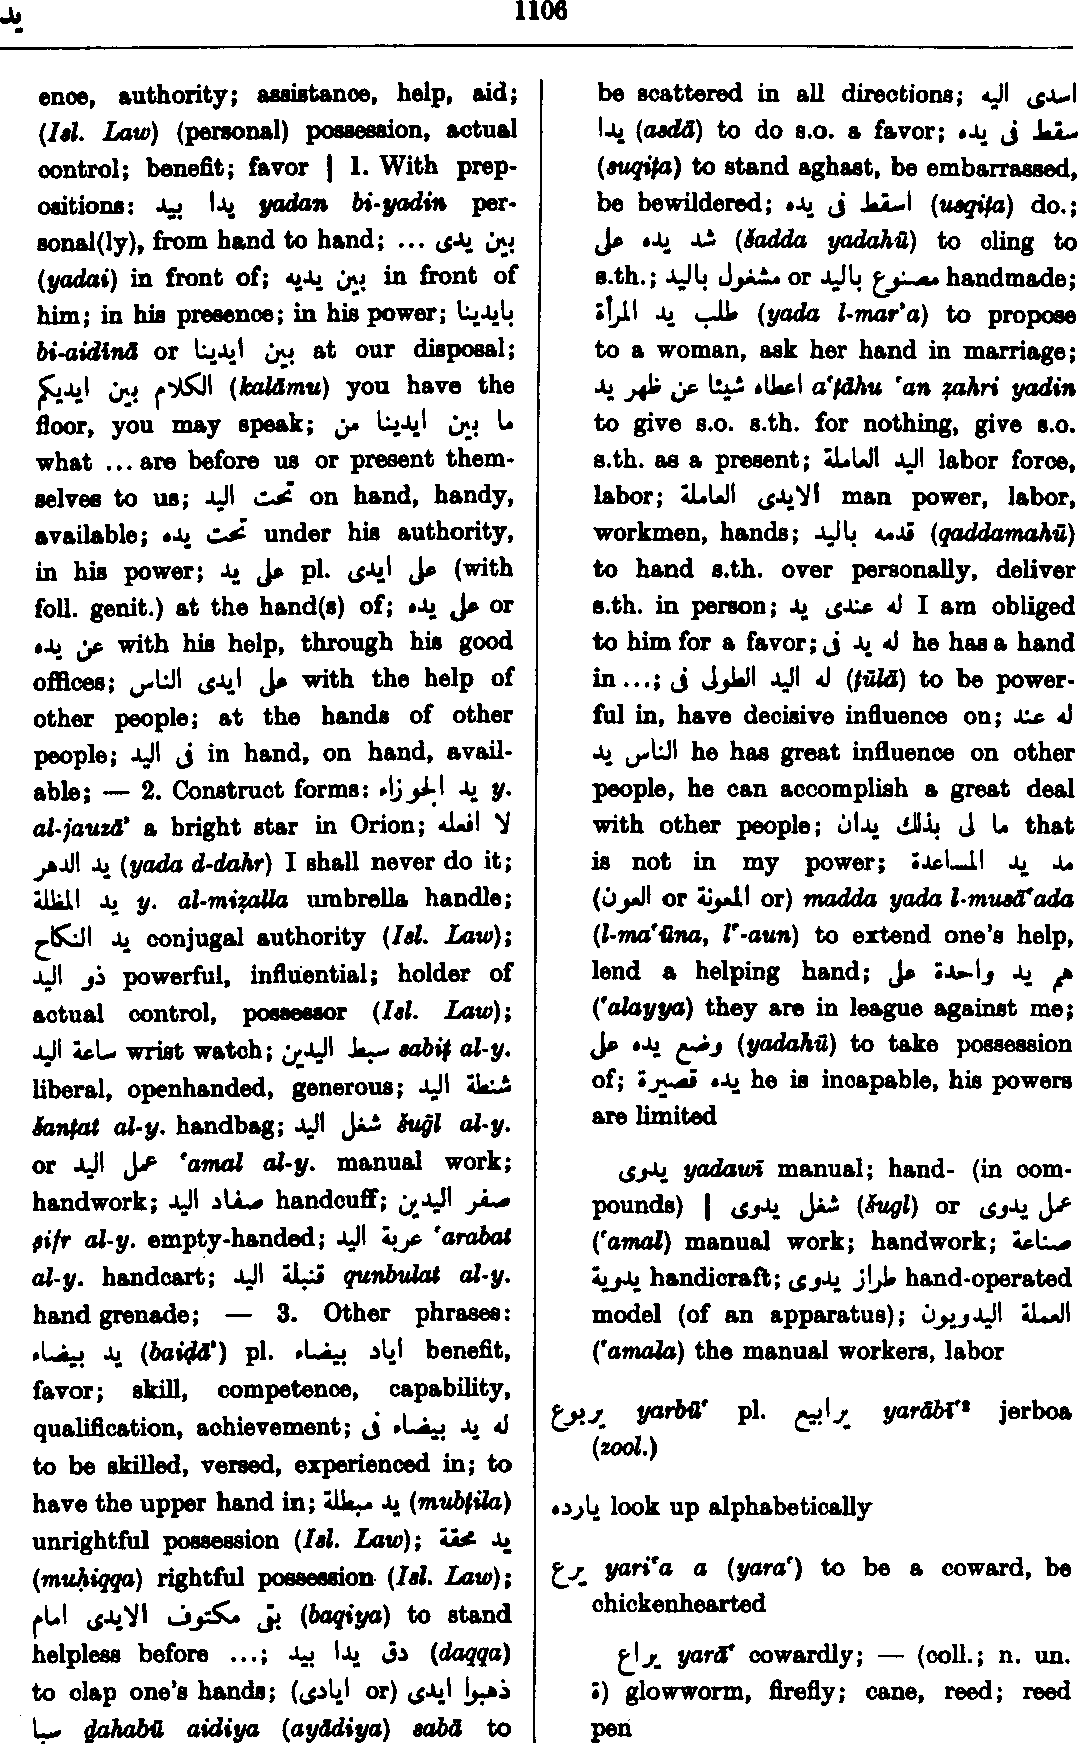 يد
1106
ence, authority; assistance, help, aid;
(Isl. Law) (personal) possession, actual
control; benefit; favor | 1. With prep-
ositions: يدا بيد yadan bi-yadin per-
sonal(ly), from hand to hand; ... بين يدى
(yadai) in front of; بين يديه in front of
him; in his presence; in his power; بايدينا
bi-aidinā or بين ايدينا at our disposal;
الكلام بين ايديكم (kalāmu) you have the
floor, you may speak; ما بين ايدينا من
what ... are before us or present them-
selves to us; تحت اليد on hand, handy,
available; تحت يده under his authority,
in his power; على يد pl. على ايدى (with
foll. genit.) at the hand(s) of; على يده or
عن يده with his help, through his good
offices; على ايدى الناس with the help of
other people; at the hands of other
people; فى اليد in hand, on hand, avail-
able; — 2. Construct forms: يد الجوزاء y.
al-jauzā’ a bright star in Orion; لا افعله
يد الدهر (yada d-dahr) I shall never do it;
يد المظلة y. al-miẓalla umbrella handle;
يد النكاح conjugal authority (Isl. Law);
ذو اليد powerful, influential; holder of
actual control, possessor (Isl. Law);
ساعة اليد wrist watch; سبط اليدين sabiṭ al-y.
liberal, openhanded, generous; شنطة اليد
šanṭat al-y. handbag; شغل اليد šuḡl al-y.
or عمل اليد ‘amal al-y. manual work;
handwork; صفاد اليد handcuff; صفر اليدين
ṣifr al-y. empty-handed; عربة اليد ‘arabat
al-y. handcart; قنبلة اليد qunbulat al-y.
hand grenade; — 3. Other phrases:
يد بيضاء (baiḍā’) pl. اياد بيضاء benefit,
favor; skill, competence, capability,
qualification, achievement; له يد بيضاء فى
to be skilled, versed, experienced in; to
have the upper hand in; يد مبطلة (mubṭila)
unrightful possession (Isl. Law); يد محقة
(muḥiqqa) rightful possession (Isl. Law);
بقى مكتوف الايدى امام (baqiya) to stand
helpless before ...; دق يدا بيد (daqqa)
to clap one’s hands; ذهبوا ايدى (or ايادى)
سبا ḏahabū aidiya (ayādiya) sabā to
be scattered in all directions; اسدى اليه
يدا (asdā) to do s.o. a favor; سقط فى يده
(suqiṭa) to stand aghast, be embarrassed,
be bewildered; اسقط فى يده (usqiṭa) do.;
شد يده على (šadda yadahū) to cling to
s.th.; مشغول باليد or مصنوع باليد handmade;
طلب يد المرأة (yada l-mar’a) to propose
to a woman, ask her hand in marriage;
اعطاه شيئا عن ظهر يد a‘ṭāhu ‘an ẓahri yadin
to give s.o. s.th. for nothing, give s.o.
s.th. as a present; اليد العاملة labor force,
labor; الايدى العاملة man power, labor,
workmen, hands; قدمه باليد (qaddamahū)
to hand s.th. over personally, deliver
s.th. in person; له عندى يد I am obliged
to him for a favor; له يد فى he has a hand
in ...; له اليد الطولى فى (ṭūlā) to be power-
ful in, have decisive influence on; له عند
الناس يد he has great influence on other
people, he can accomplish a great deal
with other people; ما لى بذلك يدان that
is not in my power; مد يد المساعدة
(or المعونة or العون) madda yada l-musā‘ada
(l-ma‘ūna, l‘-aun) to extend one’s help,
lend a helping hand; هم يد واحدة على
(‘alayya) they are in league against me;
وضع يده على (yadahū) to take possession
of; يده قصيرة he is incapable, his powers
are limited
يدوى yadawī manual; hand- (in com-
pounds) | شغل يدوى (šugl) or عمل يدوى
(‘amal) manual work; handwork; صناعة
يدوية handicraft; طراز يدوى hand-operated
model (of an apparatus); العملة اليدويون
(‘amala) the manual workers, labor
يربوع yarbū‘ pl. يرابيع yarābī‘² jerboa
(zool.)
يارده look up alphabetically
يرع yari‘a a (yara‘) to be a coward, be
chickenhearted
يراع yarā‘ cowardly; — (coll.; n. un.
ة) glowworm, firefly; cane, reed; reed
pen